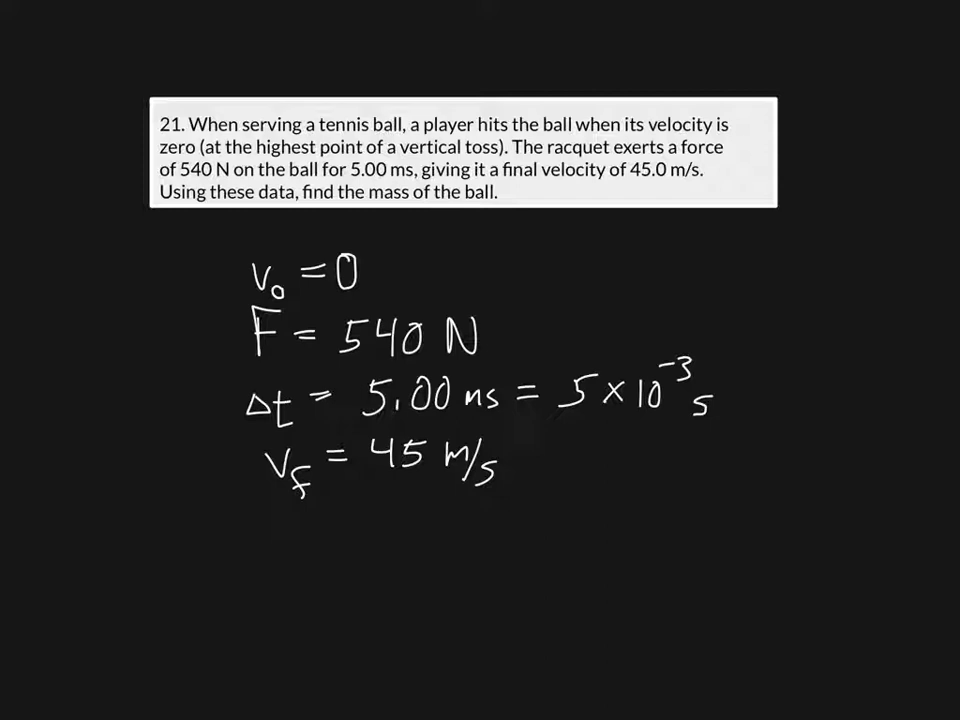 21. When serving a tennis ball, a player hits the ball when its velocity is
zero (at the highest point of a vertical toss). The racquet exerts a force
of 540 N on the ball for 5.00 ms, giving it a final velocity of 45.0 m/s.
Using these data, find the mass of the ball.
v₀ = 0
F = 540 N
Δt = 5.00 ms = 5 × 10⁻³ s
v_f = 45 m/s